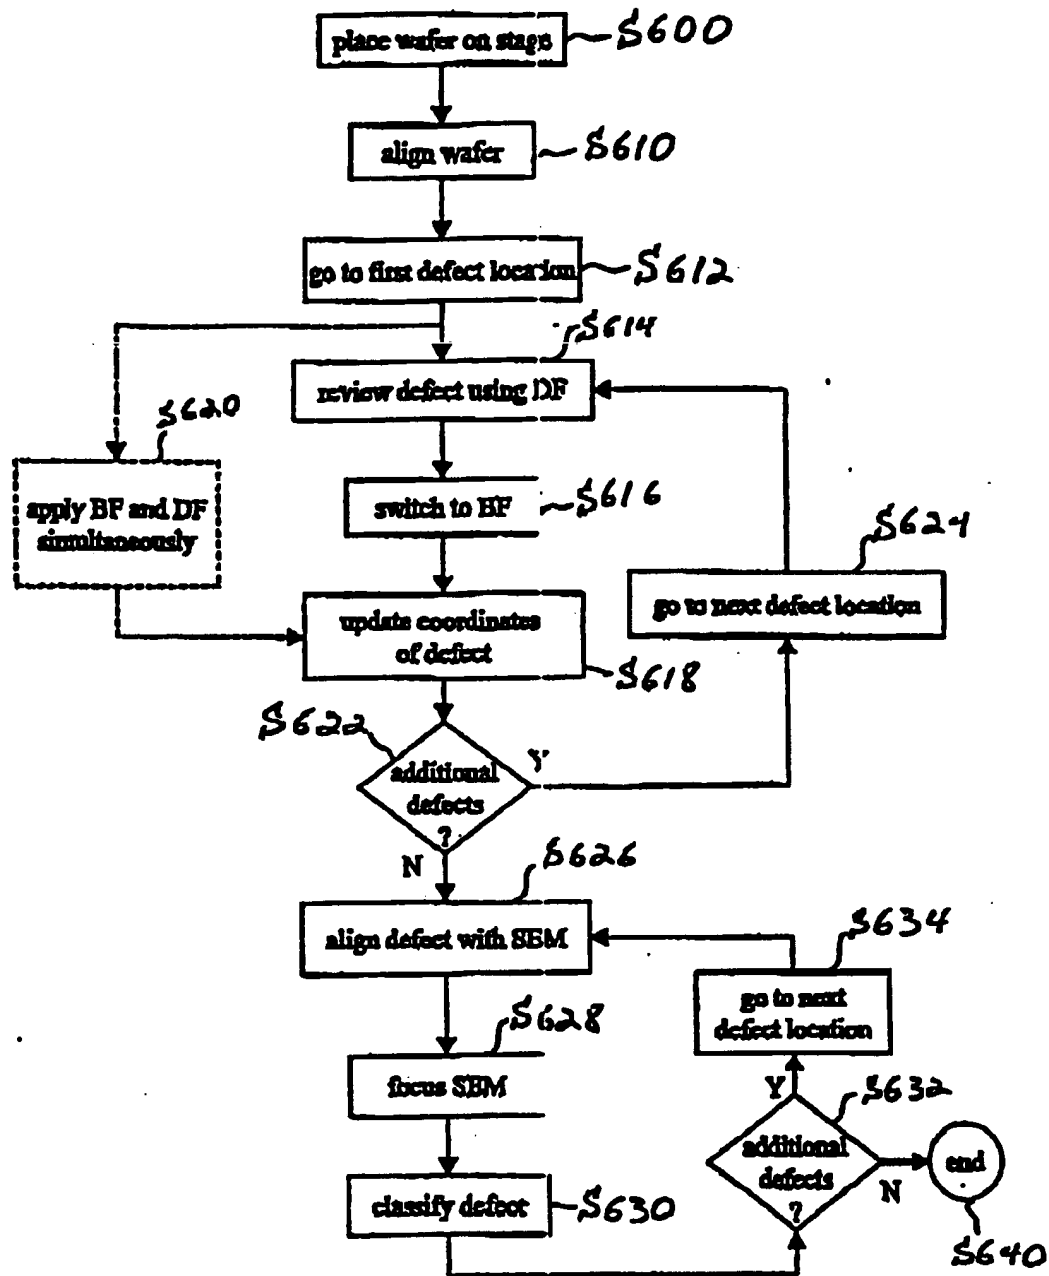 place wafer on stage
S600
align wafer
S610
go to first defect location
S612
S614
review defect using DF
S620
apply BF and DF
simultaneously
switch to BF
S616
S624
go to next defect location
update coordinates
of defect
S618
S622
additional
defects
?
Y
N
S626
align defect with SEM
S634
go to next
defect location
S628
focus SEM
Y
S632
additional
defects
?
N
end
classify defect
S630
S640